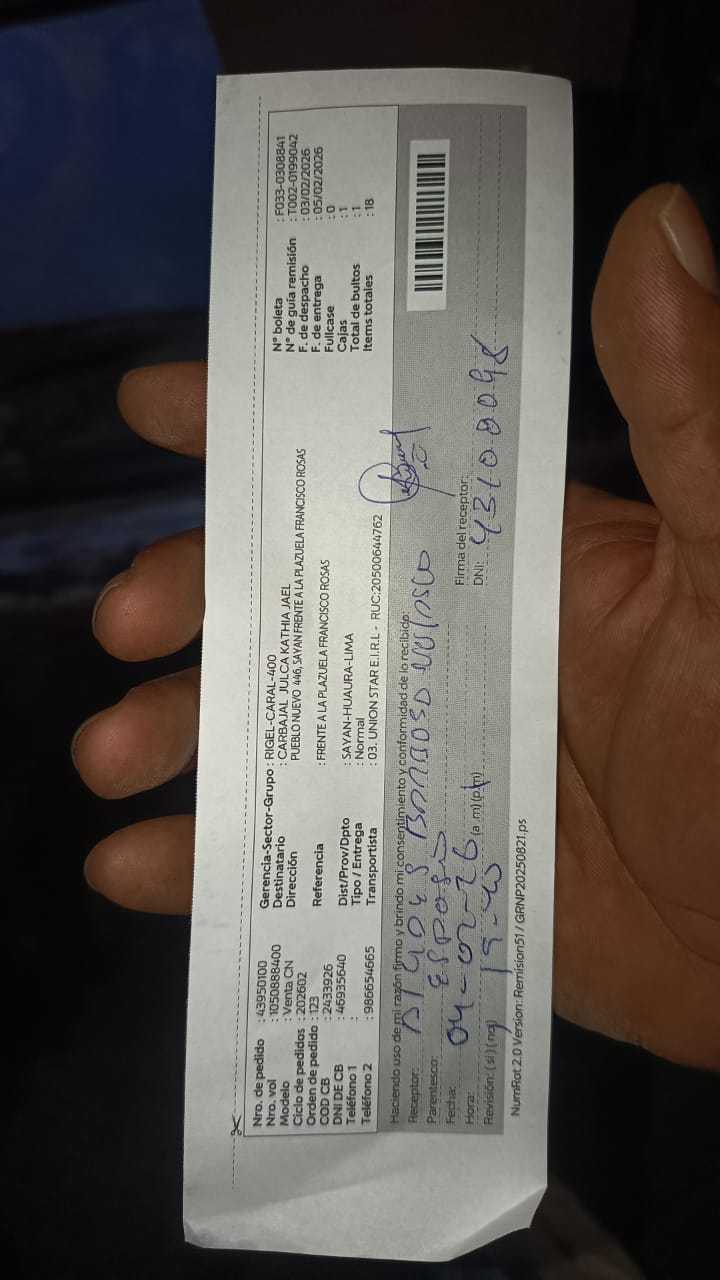 Nro. de pedido : 43950100
Nro. vol : 1050888400
Modelo : Venta CN
Ciclo de pedidos : 202602
Orden de pedido : 123
COD CB : 2433926
DNI DE CB : 46935640
Teléfono 1 :
Teléfono 2 : 986654665
Gerencia-Sector-Grupo : RIGEL-CARAL-400
Destinatario : CARBAJAL JULCA KATHIA JAEL
Dirección PUEBLO NUEVO 446, SAYAN FRENTE A LA PLAZUELA FRANCISCO ROSAS
Referencia : FRENTE A LA PLAZUELA FRANCISCO ROSAS
Dist/Prov/Dpto : SAYAN-HUAURA-LIMA
Tipo / Entrega : Normal
Transportista : 03. UNION STAR E.I.R.L - RUC:20500644762
N° boleta : F033-0308841
N° de guía remisión : T002-0199042
F. de despacho : 03/02/2026
F. de entrega : 05/02/2026
Fullcase : 0
Cajas : 1
Total de bultos : 1
Items totales : 18
Haciendo uso de mi razón firmo y brindo mi consentimiento y conformidad de lo recibido:
Receptor:
Parentesco: ESPOSO
Fecha: 04-02-26
Hora: (a.m)(p.m)
Revisión: (si)(no)
Firma del receptor:
DNI:
NumRot 2.0 Version: Remision51 / GRNP20250821.ps